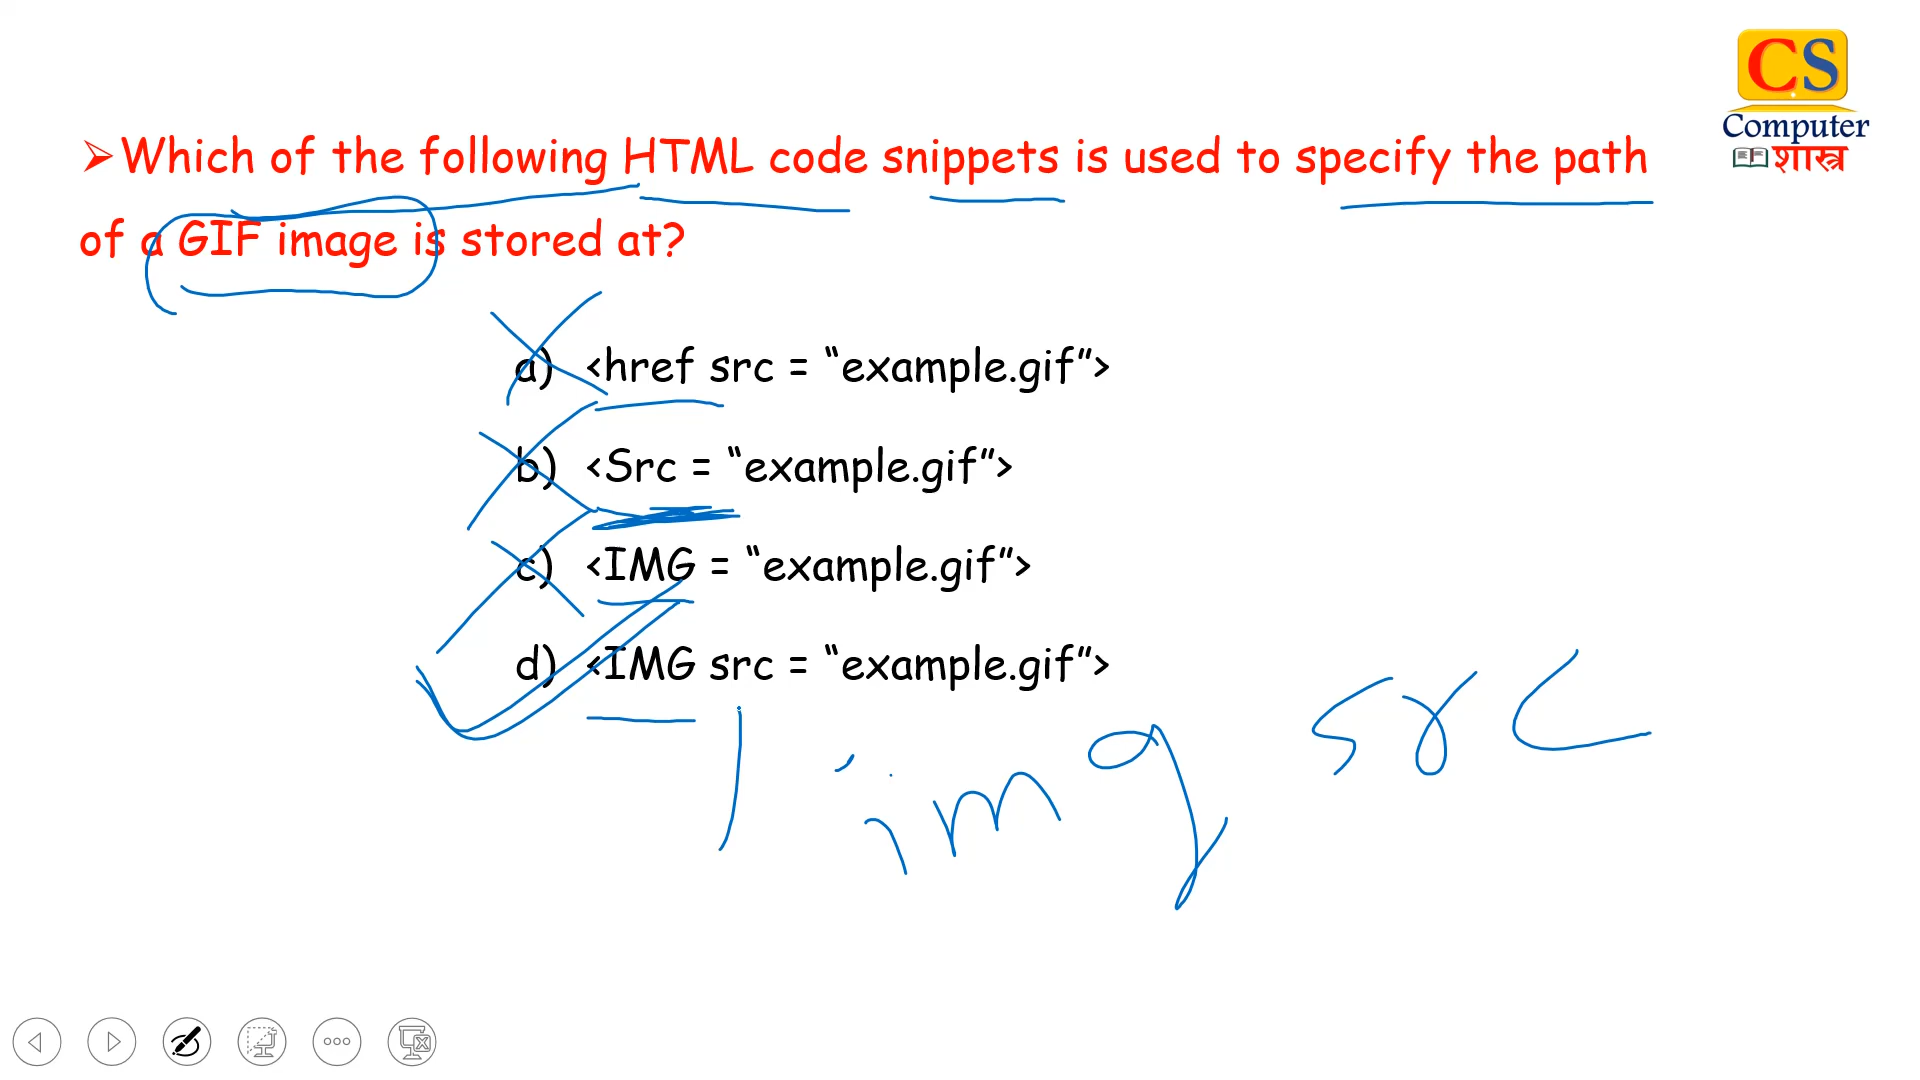 CS
Computer
शास्त्र
➢Which of the following HTML code snippets is used to specify the path
of a GIF image is stored at?
a) <href src = “example.gif”>
b) <Src = “example.gif”>
c) <IMG = “example.gif”>
d) <IMG src = “example.gif”>
img src